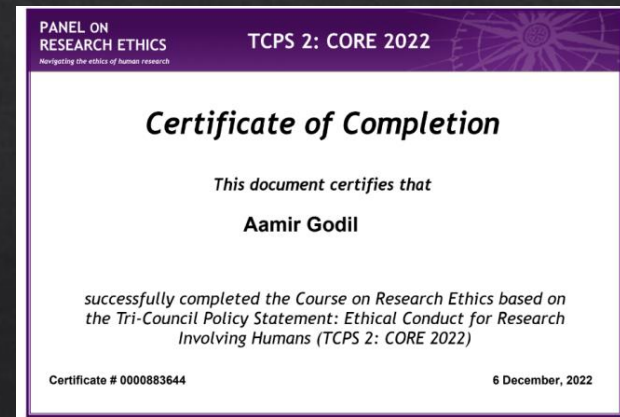 PANEL ON
RESEARCH ETHICS
Navigating the ethics of human research
TCPS 2: CORE 2022
Certificate of Completion
This document certifies that
Aamir Godil
successfully completed the Course on Research Ethics based on
the Tri-Council Policy Statement: Ethical Conduct for Research
Involving Humans (TCPS 2: CORE 2022)
Certificate # 0000883644
6 December, 2022